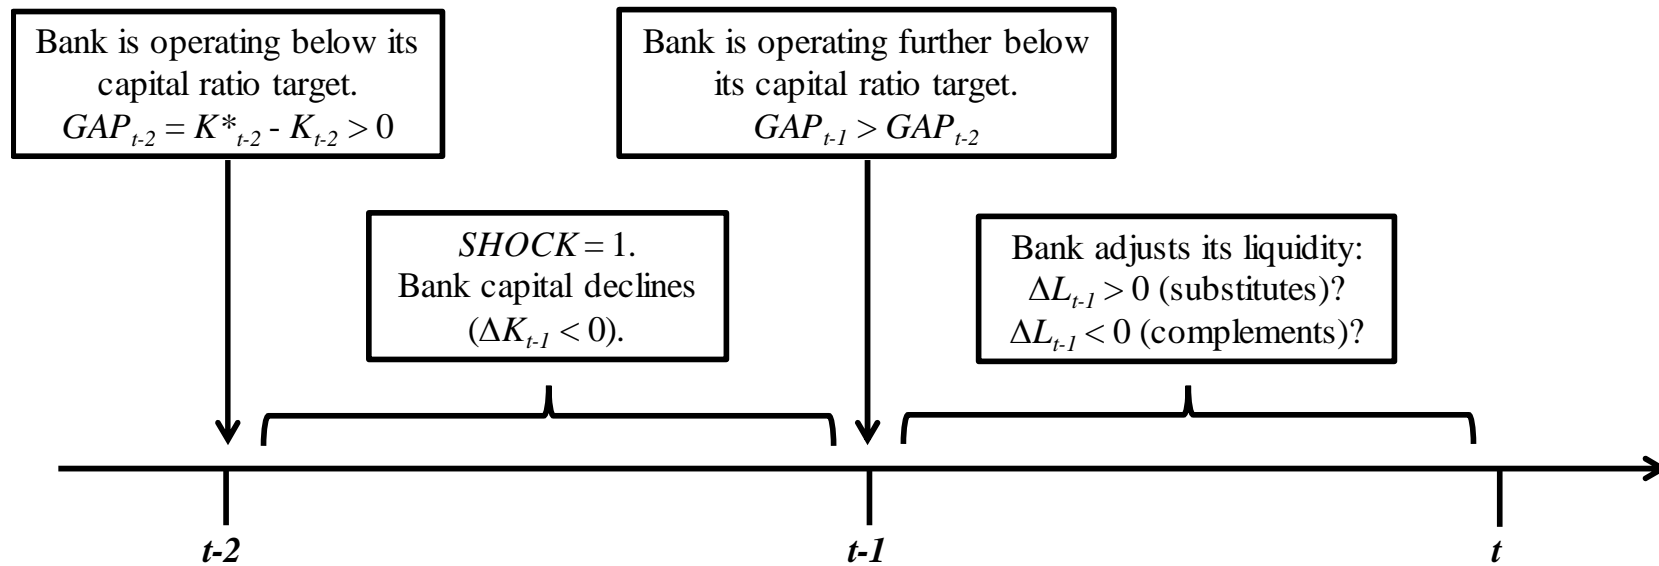 Bank is operating below its
capital ratio target.
GAP_{t-2} = K*_{t-2} - K_{t-2} > 0
Bank is operating further below
its capital ratio target.
GAP_{t-1} > GAP_{t-2}
SHOCK = 1.
Bank capital declines
(ΔK_{t-1} < 0).
Bank adjusts its liquidity:
ΔL_{t-1} > 0 (substitutes)?
ΔL_{t-1} < 0 (complements)?
t-2
t-1
t